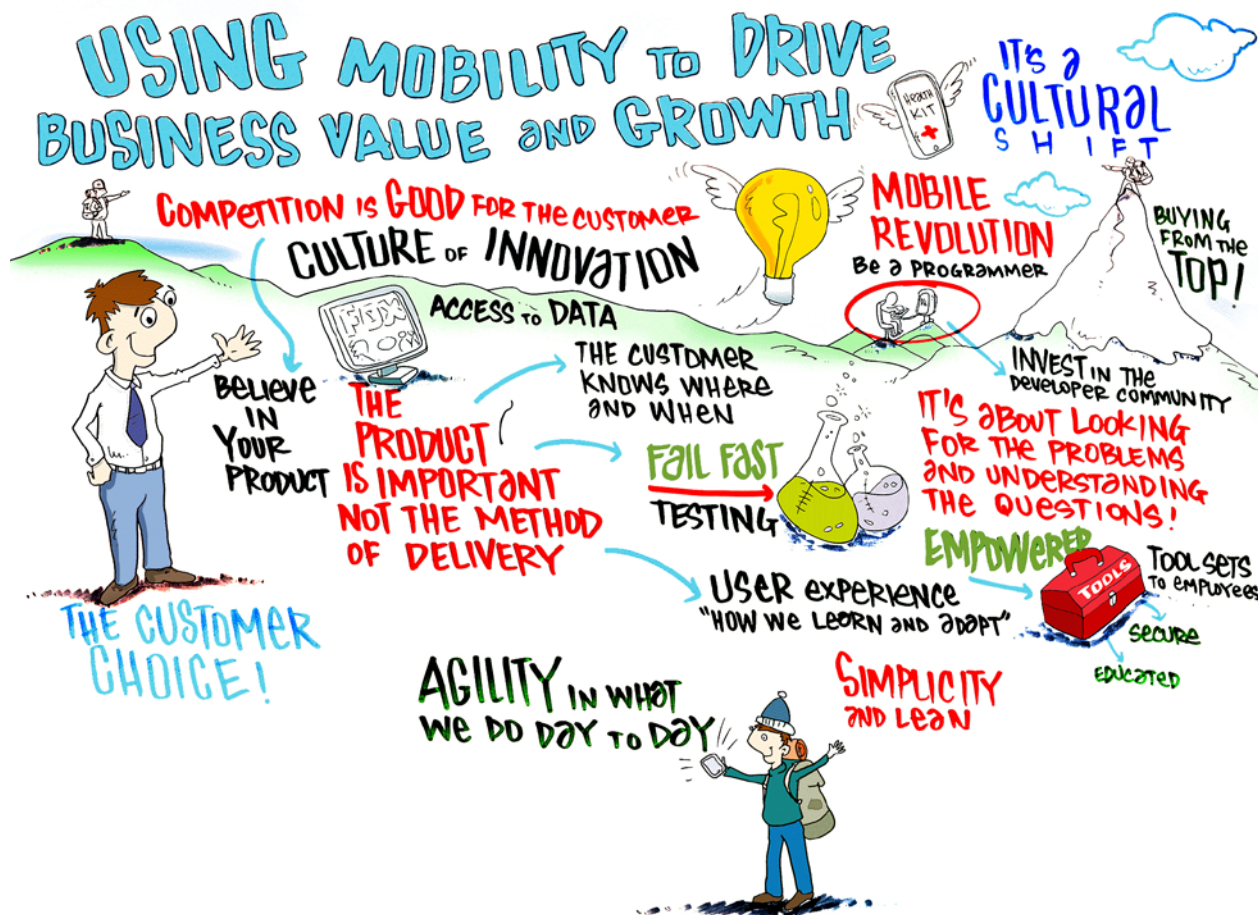 USING MOBILITY TO DRIVE
BUSINESS VALUE AND GROWTH
HEALTH
KIT
IT'S A
CULTURAL
SHIFT
COMPETITION IS GOOD FOR THE CUSTOMER
CULTURE OF INNOVATION
ACCESS TO DATA
MOBILE
REVOLUTION
BE A PROGRAMMER
BUYING
FROM THE
TOP!
INVEST IN THE
DEVELOPER COMMUNITY
BELIEVE
IN
YOUR
PRODUCT
THE
PRODUCT
IS IMPORTANT
NOT THE METHOD
OF DELIVERY
THE CUSTOMER
KNOWS WHERE
AND WHEN
FAIL FAST
TESTING
IT'S ABOUT LOOKING
FOR THE PROBLEMS
AND UNDERSTANDING
THE QUESTIONS!
EMPOWERED
TOOLS
TOOL SETS
TO EMPLOYEES
SECURE
EDUCATED
USER EXPERIENCE
"HOW WE LEARN AND ADAPT"
THE CUSTOMER
CHOICE!
AGILITY IN WHAT
WE DO DAY TO DAY
SIMPLICITY
AND LEAN